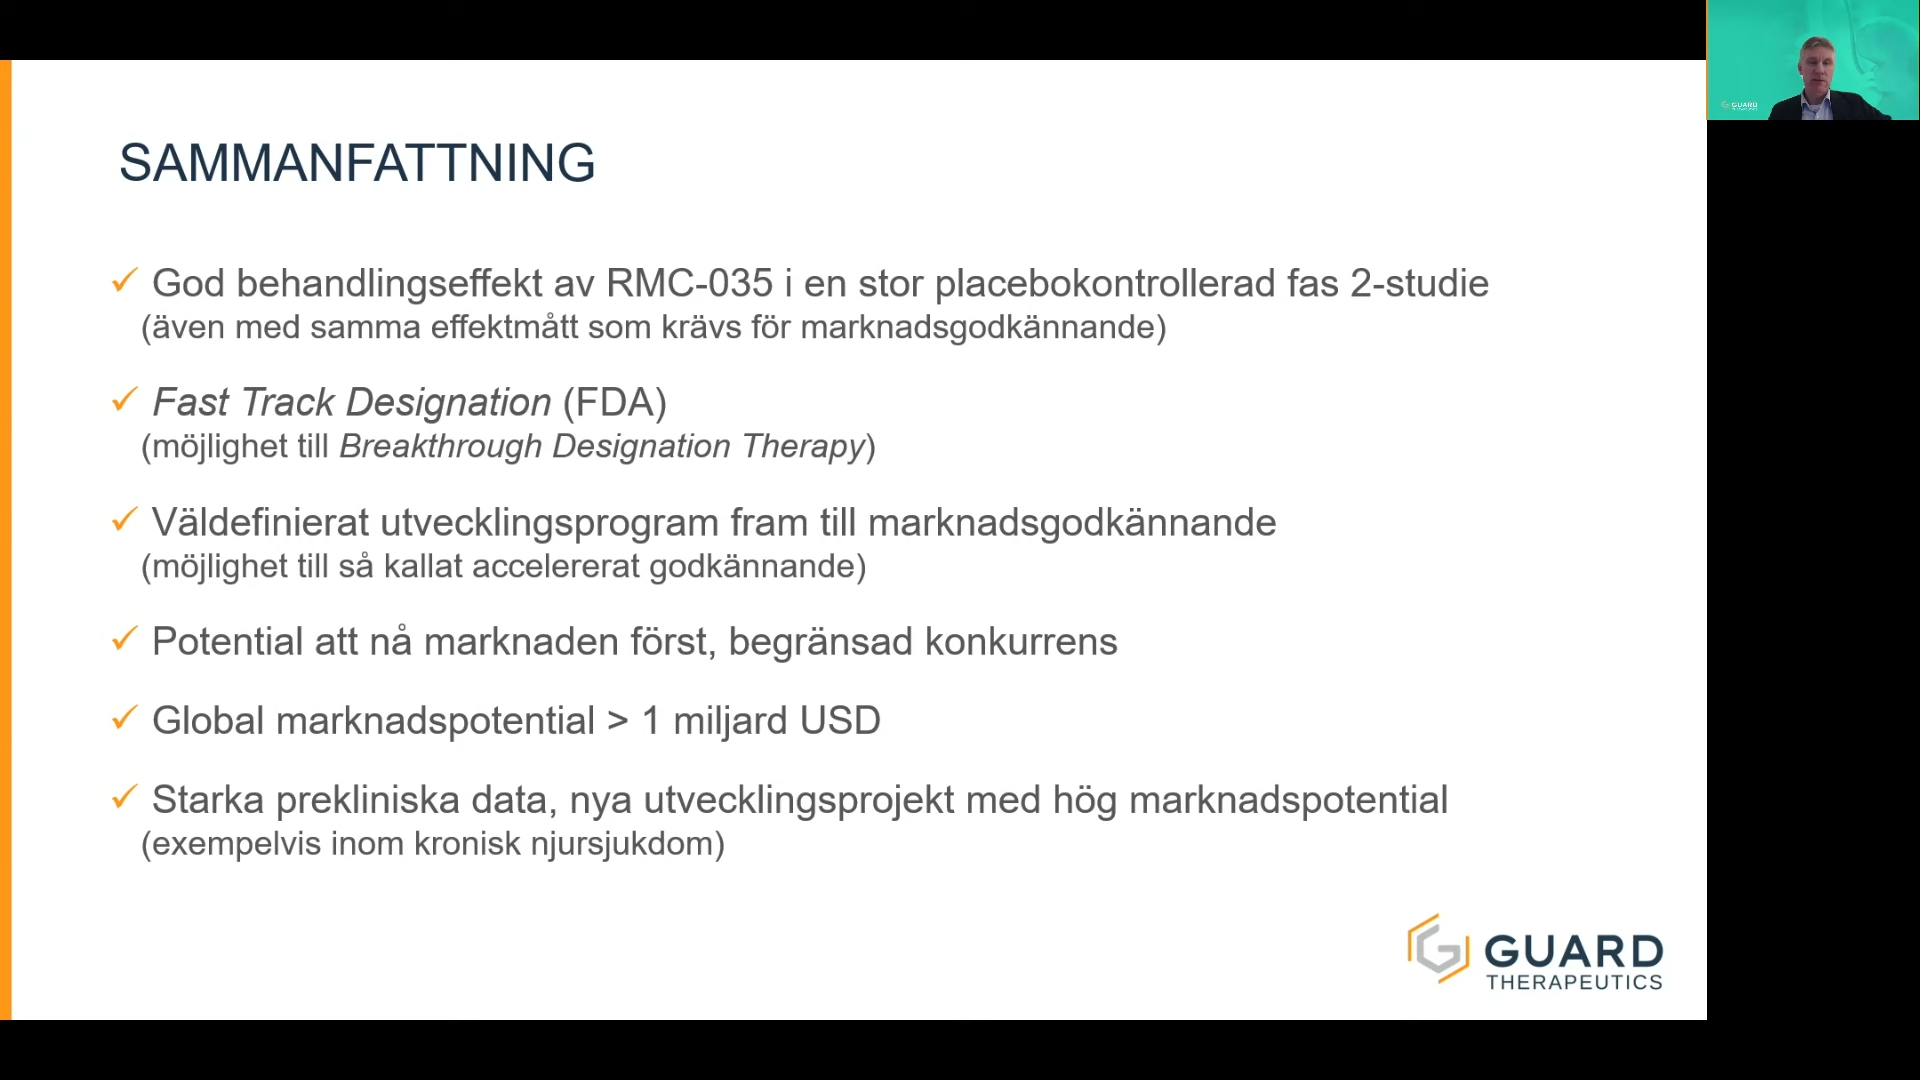 SAMMANFATTNING
✓ God behandlingseffekt av RMC-035 i en stor placebokontrollerad fas 2-studie
(även med samma effektmått som krävs för marknadsgodkännande)
✓ Fast Track Designation (FDA)
(möjlighet till Breakthrough Designation Therapy)
✓ Väldefinierat utvecklingsprogram fram till marknadsgodkännande
(möjlighet till så kallat accelererat godkännande)
✓ Potential att nå marknaden först, begränsad konkurrens
✓ Global marknadspotential > 1 miljard USD
✓ Starka prekliniska data, nya utvecklingsprojekt med hög marknadspotential
(exempelvis inom kronisk njursjukdom)
GUARD
THERAPEUTICS
GUARD